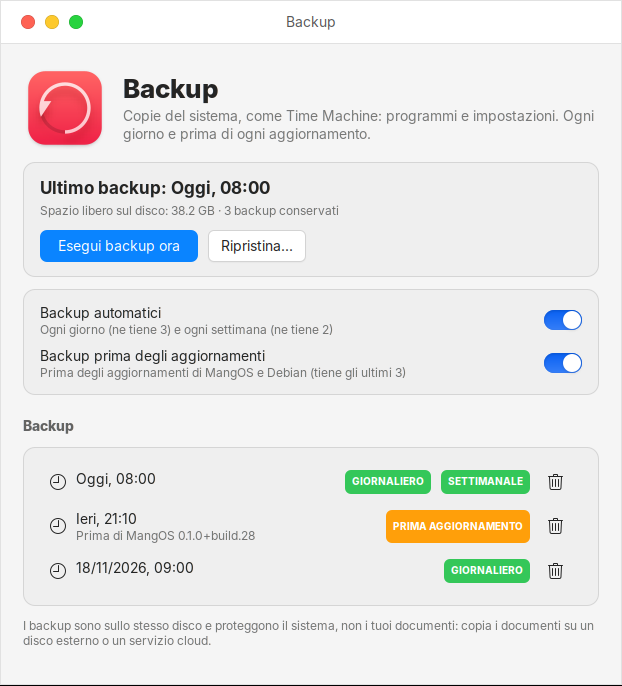 Backup
Backup
Copie del sistema, come Time Machine: programmi e impostazioni. Ogni
giorno e prima di ogni aggiornamento.
Ultimo backup: Oggi, 08:00
Spazio libero sul disco: 38.2 GB · 3 backup conservati
Esegui backup ora
Ripristina...
Backup automatici
Ogni giorno (ne tiene 3) e ogni settimana (ne tiene 2)
Backup prima degli aggiornamenti
Prima degli aggiornamenti di MangOS e Debian (tiene gli ultimi 3)
Backup
Oggi, 08:00 GIORNALIERO SETTIMANALE
Ieri, 21:10 PRIMA AGGIORNAMENTO
Prima di MangOS 0.1.0+build.28
18/11/2026, 09:00 GIORNALIERO
I backup sono sullo stesso disco e proteggono il sistema, non i tuoi documenti: copia i documenti su un
disco esterno o un servizio cloud.